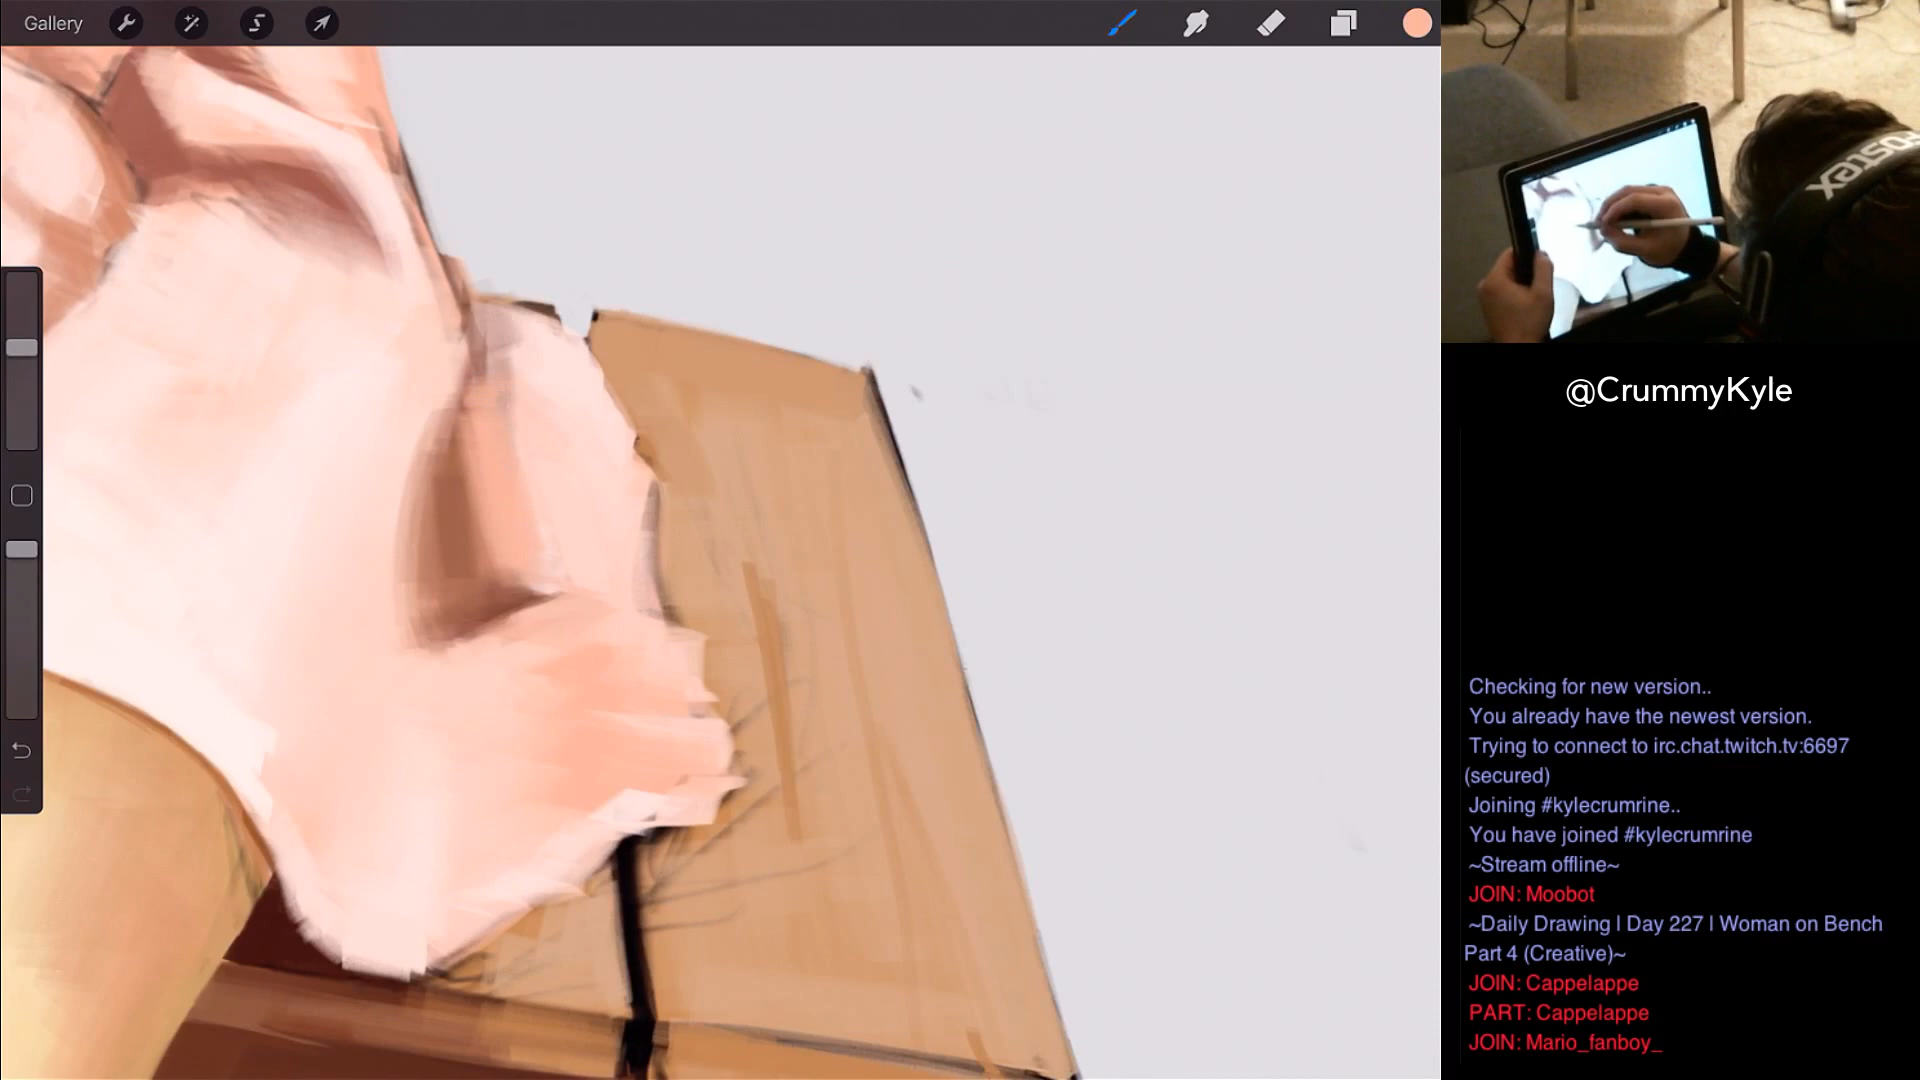 Gallery
FOSTEX
@CrummyKyle
Checking for new version..
You already have the newest version.
Trying to connect to irc.chat.twitch.tv:6697
(secured)
Joining #kylecrumrine..
You have joined #kylecrumrine
~Stream offline~
JOIN: Moobot
~Daily Drawing | Day 227 | Woman on Bench
Part 4 (Creative)~
JOIN: Cappelappe
PART: Cappelappe
JOIN: Mario_fanboy_